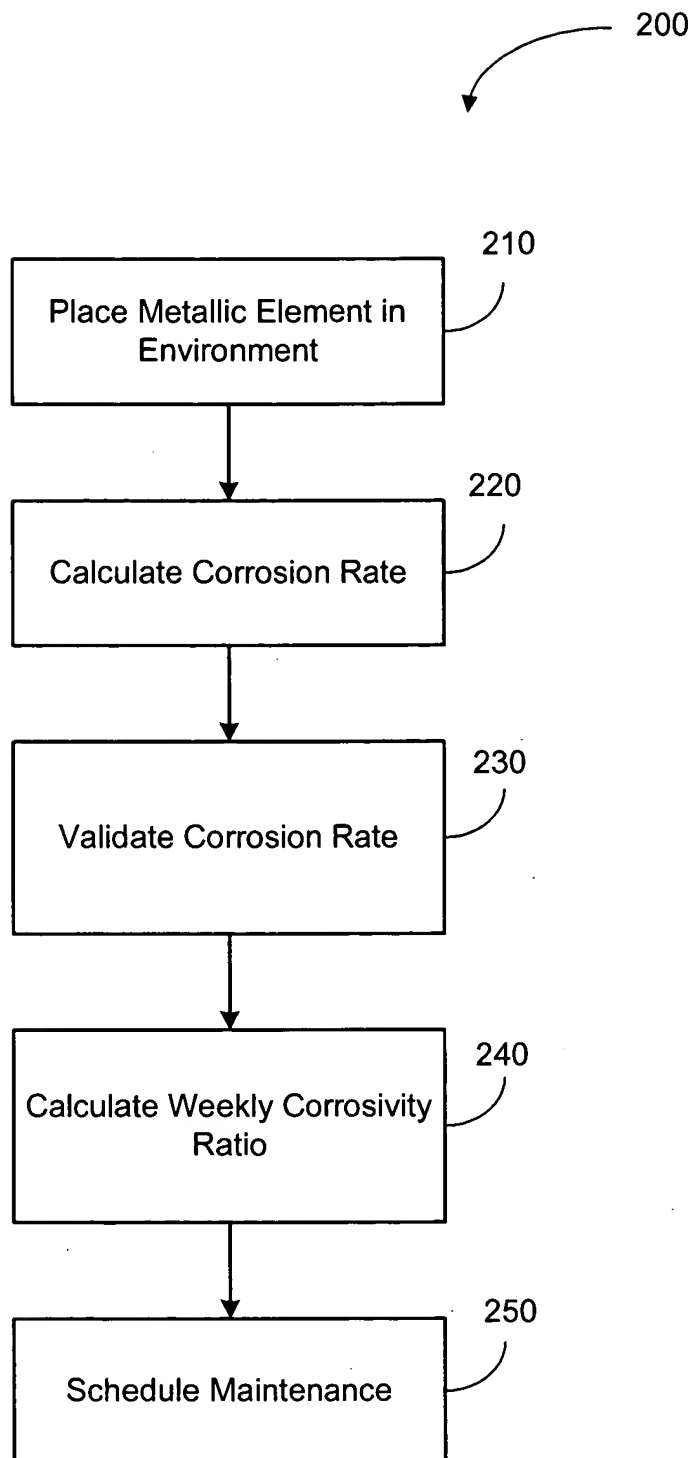 200
210
Place Metallic Element in
Environment
220
Calculate Corrosion Rate
230
Validate Corrosion Rate
240
Calculate Weekly Corrosivity
Ratio
250
Schedule Maintenance